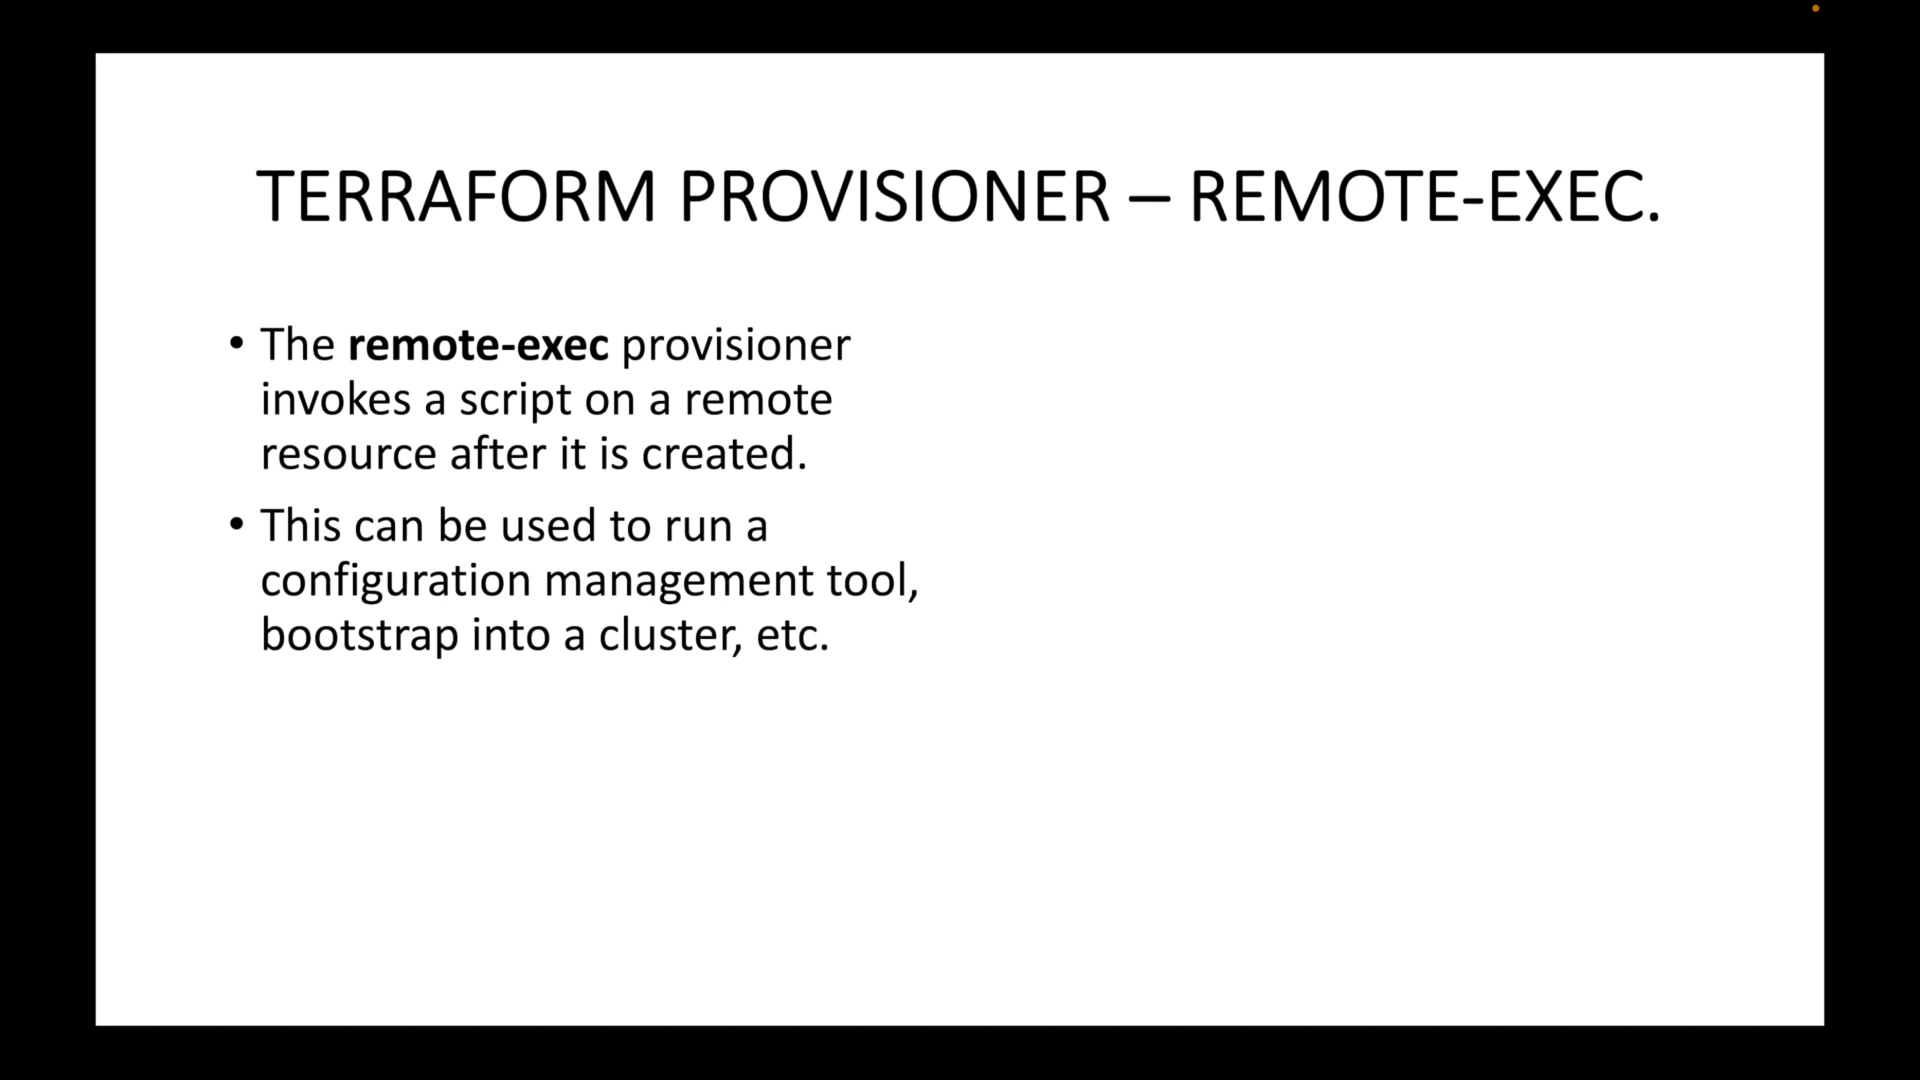 TERRAFORM PROVISIONER – REMOTE-EXEC.
• The remote-exec provisioner
invokes a script on a remote
resource after it is created.
• This can be used to run a
configuration management tool,
bootstrap into a cluster, etc.